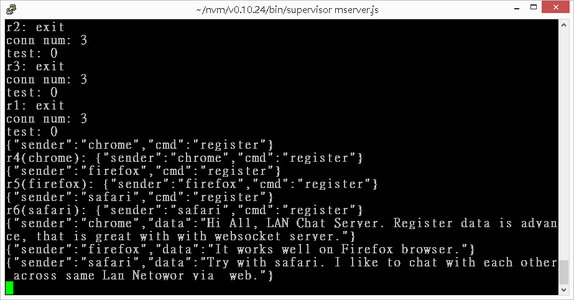 ~/nvm/v0.10.24/bin/supervisor mserver.js
r2: exit
conn num: 3
test: 0
r3: exit
conn num: 3
test: 0
r1: exit
conn num: 3
test: 0
{"sender":"chrome","cmd":"register"}
r4(chrome): {"sender":"chrome","cmd":"register"}
{"sender":"firefox","cmd":"register"}
r5(firefox): {"sender":"firefox","cmd":"register"}
{"sender":"safari","cmd":"register"}
r6(safari): {"sender":"safari","cmd":"register"}
{"sender":"chrome","data":"Hi All, LAN Chat Server. Register data is advan
ce, that is great with with websocket server."}
{"sender":"firefox","data":"It works well on Firefox browser."}
{"sender":"safari","data":"Try with safari. I like to chat with each other
 across same Lan Netowor via  web."}